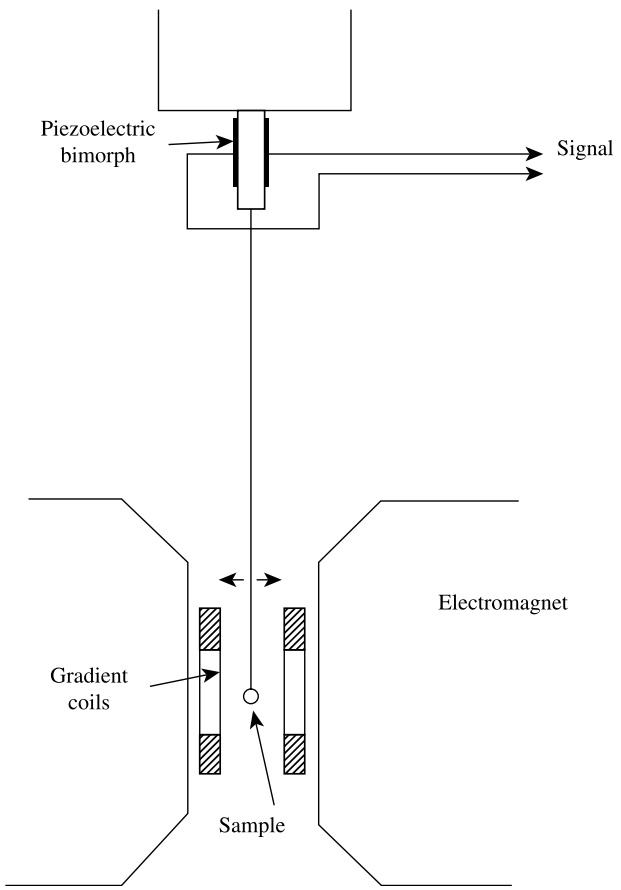 Piezoelectric
bimorph
Signal
Electromagnet
Gradient
coils
Sample